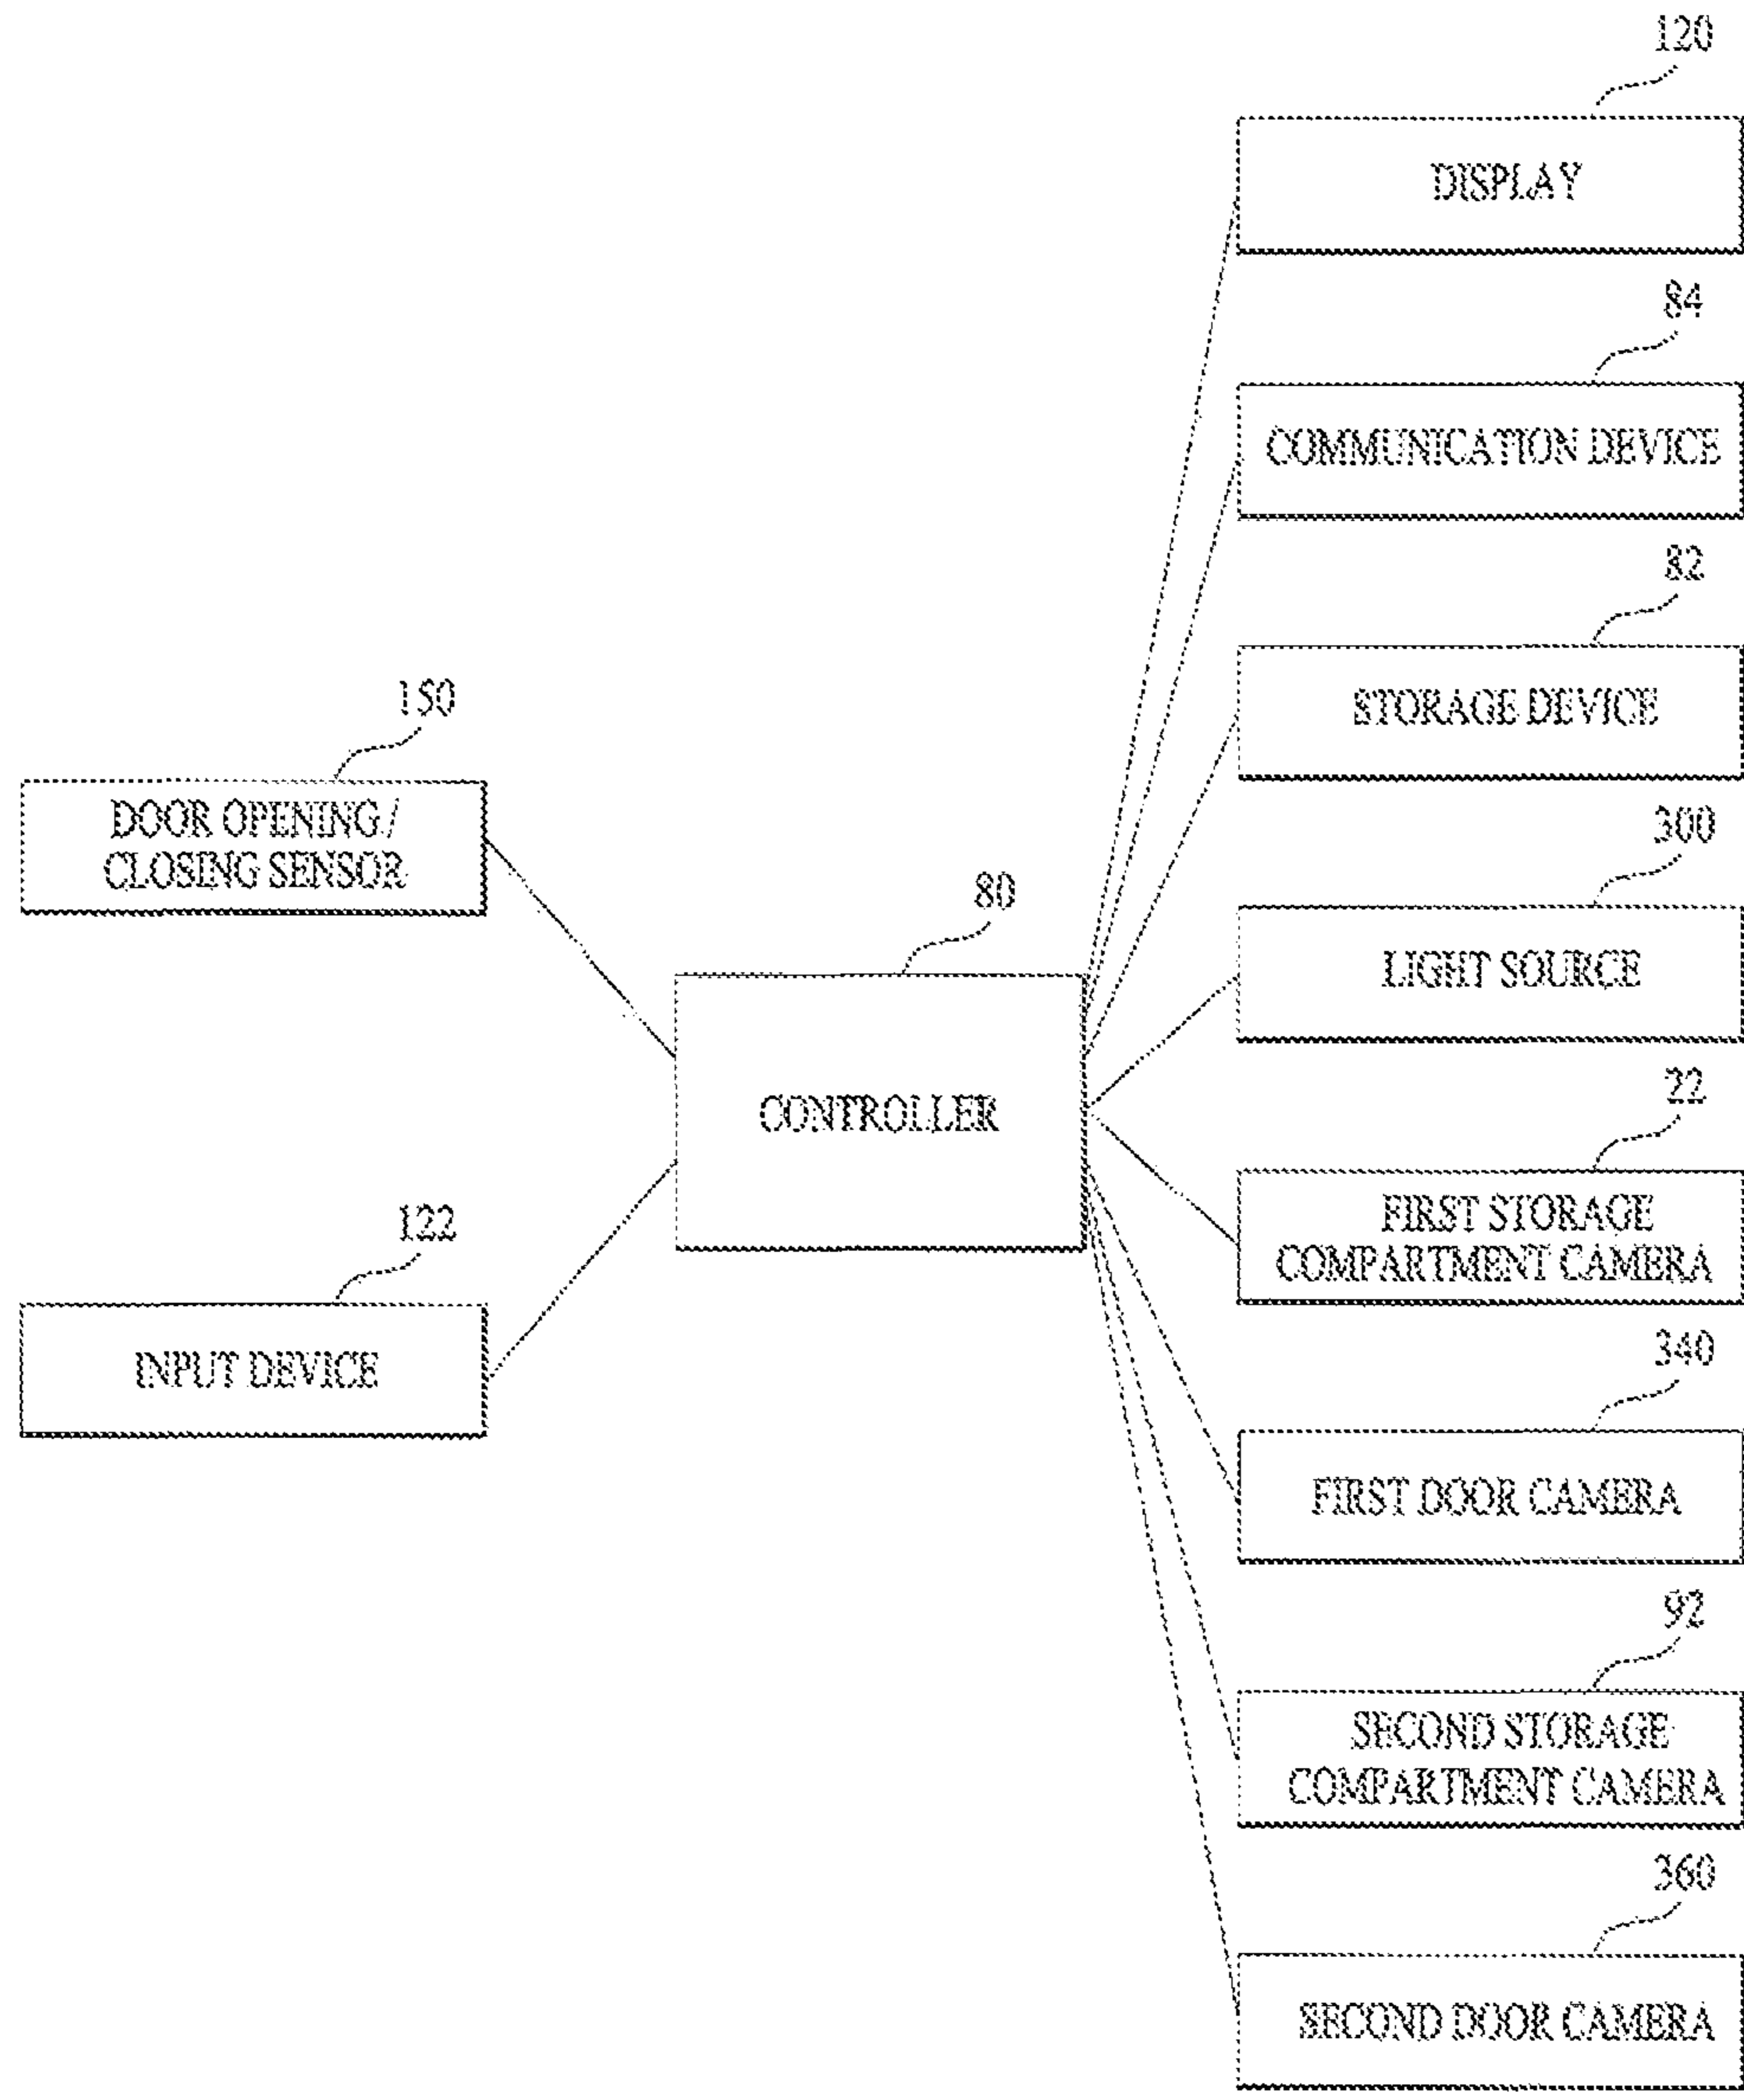 120
DISPLAY
84
COMMUNICATION DEVICE
82
STORAGE DEVICE
150
DOOR OPENING /
CLOSING SENSOR
300
LIGHT SOURCE
80
CONTROLLER
22
FIRST STORAGE
COMPARTMENT CAMERA
122
INPUT DEVICE
340
FIRST DOOR CAMERA
92
SECOND STORAGE
COMPARTMENT CAMERA
360
SECOND DOOR CAMERA